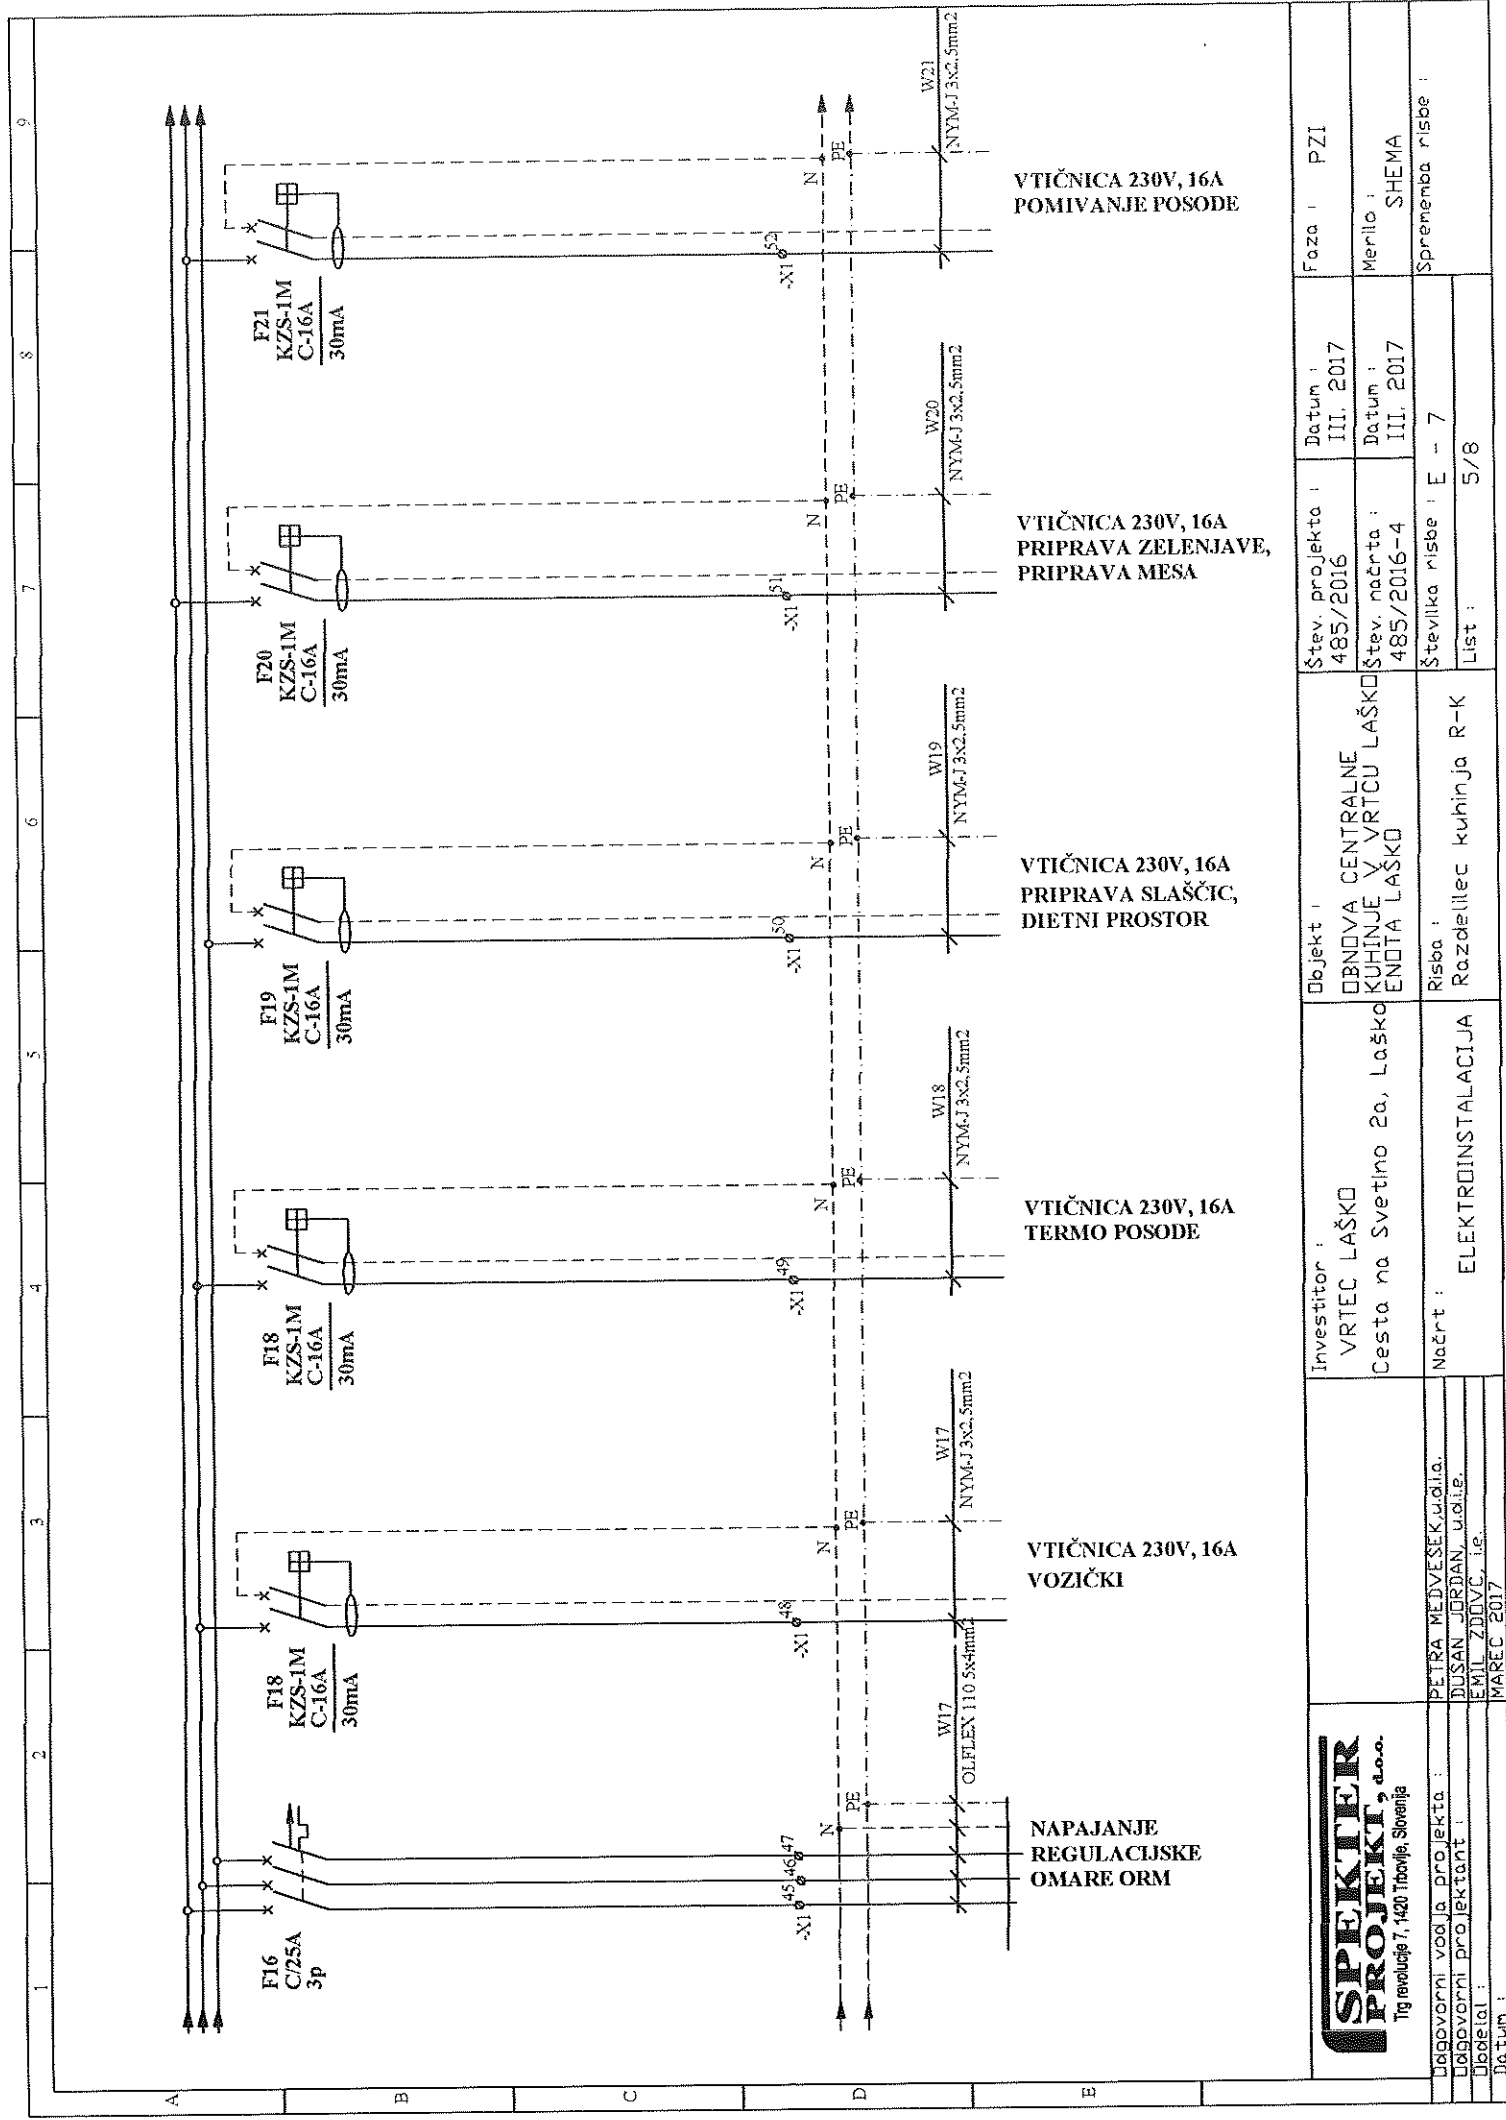 1
2
3
4
5
6
7
8
9
A
B
C
D
E
F16
C/25A
3p
-X1
45
46
47
N
PE
W17
OLFLEX 110 5x4mm2
NAPAJANJE
REGULACIJSKE
OMARE ORM
F18
KZS-1M
C-16A
30mA
-X1
48
N
PE
W17
NYM-J 3x2,5mm2
VTIČNICA 230V, 16A
VOZIČKI
F18
KZS-1M
C-16A
30mA
-X1
49
N
PE
W18
NYM-J 3x2,5mm2
VTIČNICA 230V, 16A
TERMO POSODE
F19
KZS-1M
C-16A
30mA
-X1
50
N
PE
W19
NYM-J 3x2,5mm2
VTIČNICA 230V, 16A
PRIPRAVA SLAŠČIC,
DIETNI PROSTOR
F20
KZS-1M
C-16A
30mA
-X1
51
N
PE
W20
NYM-J 3x2,5mm2
VTIČNICA 230V, 16A
PRIPRAVA ZELENJAVE,
PRIPRAVA MESA
F21
KZS-1M
C-16A
30mA
-X1
52
N
PE
W21
NYM-J 3x2,5mm2
VTIČNICA 230V, 16A
POMIVANJE POSODE
SPEKTER
PROJEKT, d.o.o.
Trg revolucije 7, 1420 Trbovlje, Slovenija
Odgovorni vodja projekta : PETRA MEDVEŠEK,u.d.i.a.
Odgovorni projektant : DUŠAN JORDAN, u.d.i.e.
Obdelal : EMIL ZDOVC, i.e.
Datum : MAREC 2017
Investitor :
VRTEC LAŠKO
Cesta na Svetino 2a, Laško
Načrt :
ELEKTROINSTALACIJA
Objekt :
OBNOVA CENTRALNE
KUHINJE V VRTCU LAŠKO
ENOTA LAŠKO
Risba :
Razdelilec kuhinja R-K
Štev. projekta :
485/2016
Štev. načrta :
485/2016-4
Številka risbe : E - 7
List : 5/8
Datum :
III. 2017
Datum :
III. 2017
Faza : PZI
Merilo :
SHEMA
Sprememba risbe :